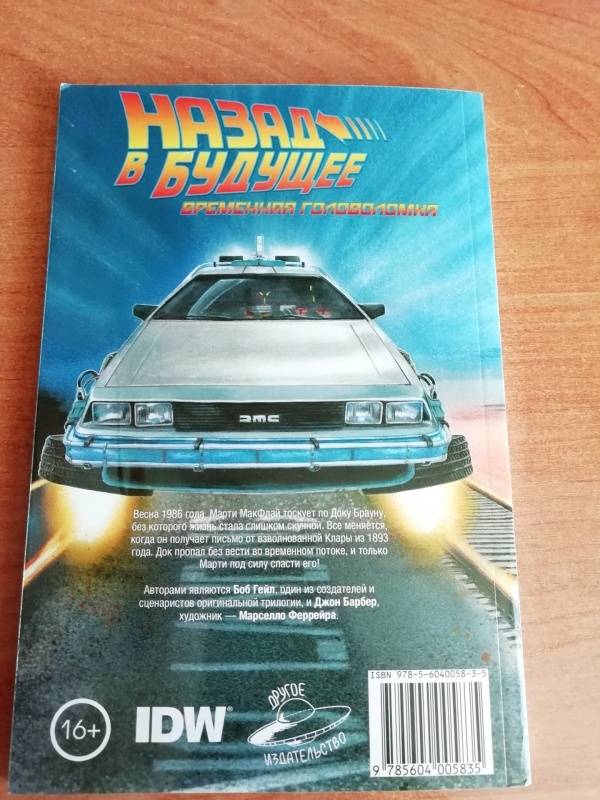 НАЗАД
В БУДУЩЕЕ
ВРЕМЕННАЯ ГОЛОВОЛОМКА
DMC
Весна 1986 года. Марти МакФлай тоскует по Доку Брауну,
без которого жизнь стала слишком скучной. Все меняется,
когда он получает письмо от взволнованной Клары из 1893
года. Док пропал без вести во временном потоке, и только
Марти под силу спасти его!
Авторами являются Боб Гейл, один из создателей и
сценаристов оригинальной трилогии, и Джон Барбер,
художник — Марселло Феррейра.
16+
IDW®
ДРУГОЕ
ИЗДАТЕЛЬСТВО
ISBN 978-5-6040058-3-5
9 785604 005835